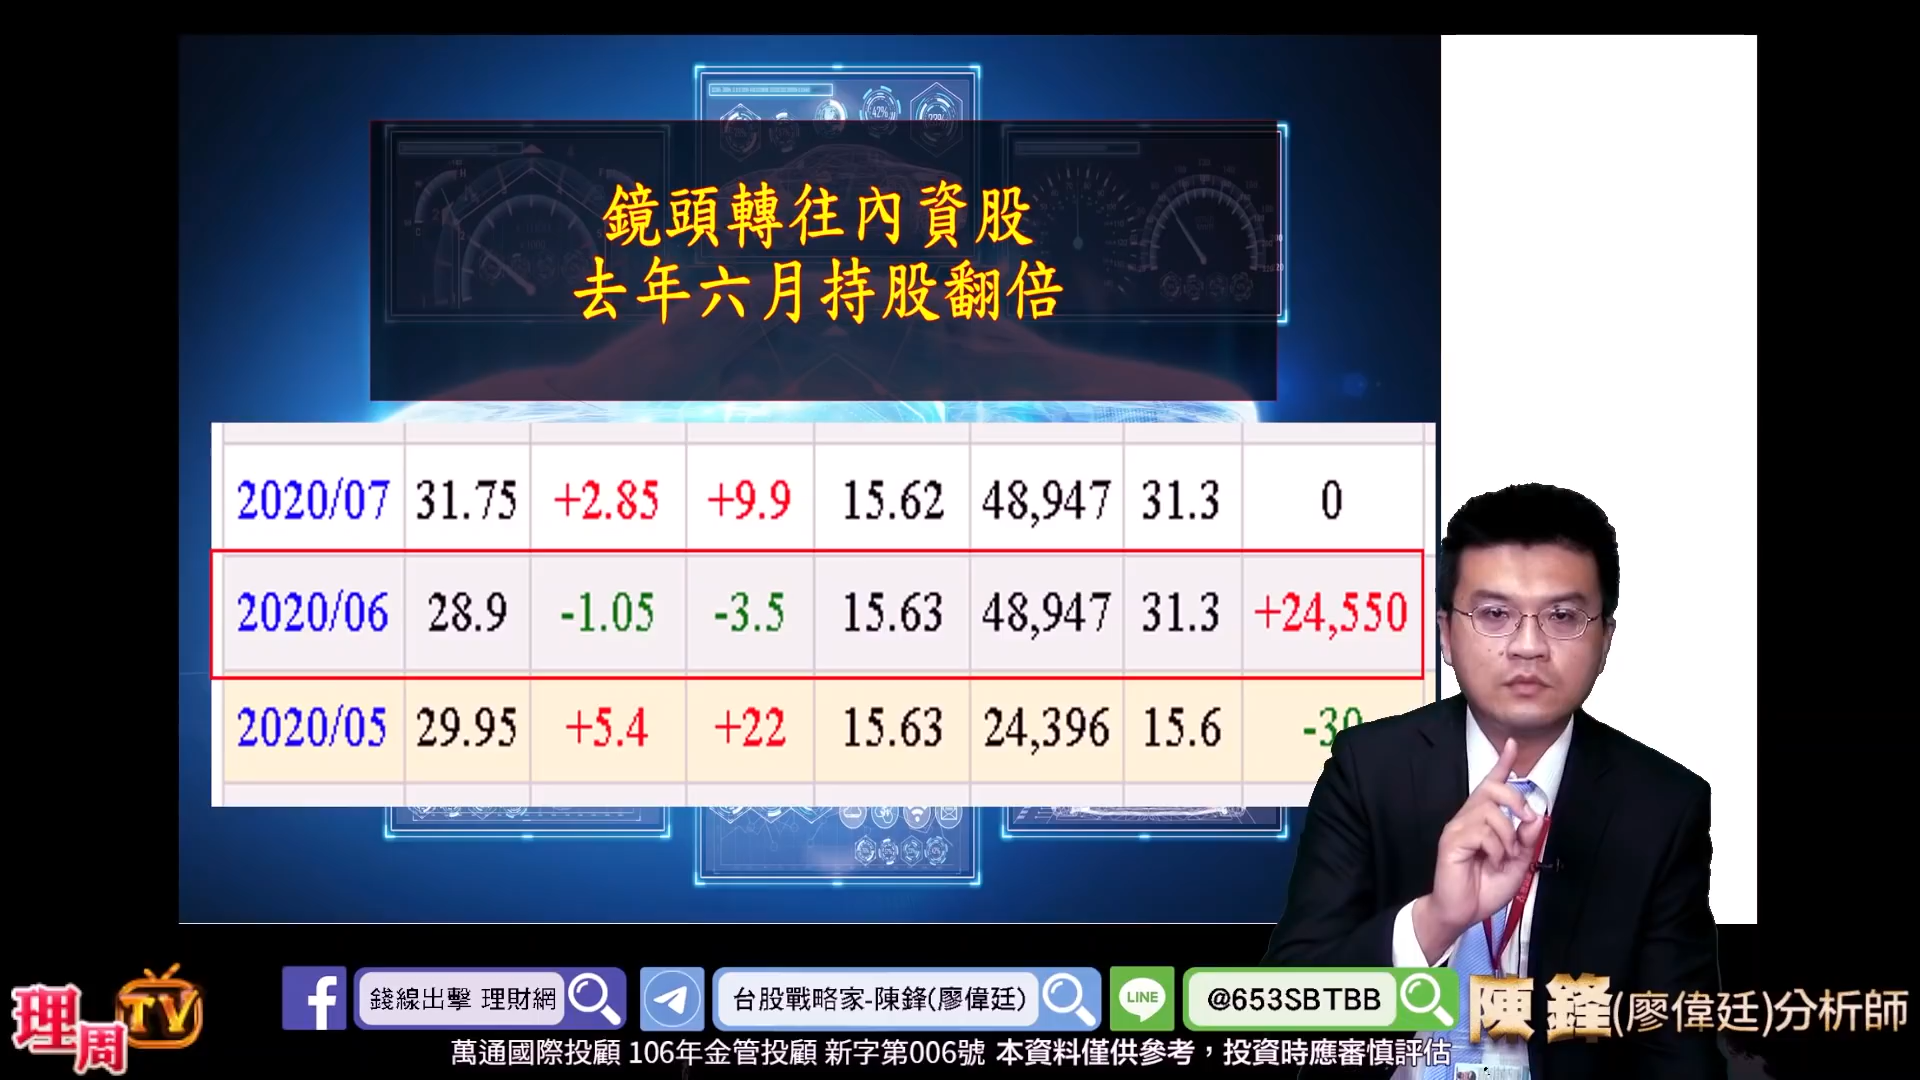 42%
鏡頭轉往內資股
去年六月持股翻倍
2020/07 31.75 +2.85 +9.9 15.62 48,947 31.3 0
2020/06 28.9 -1.05 -3.5 15.63 48,947 31.3 +24,550
2020/05 29.95 +5.4 +22 15.63 24,396 15.6 -30
理周TV
錢線出擊 理財網
台股戰略家-陳鋒(廖偉廷)
LINE
@653SBTBB
陳鋒(廖偉廷)分析師
萬通國際投顧 106年金管投顧 新字第006號 本資料僅供參考,投資時應審慎評估